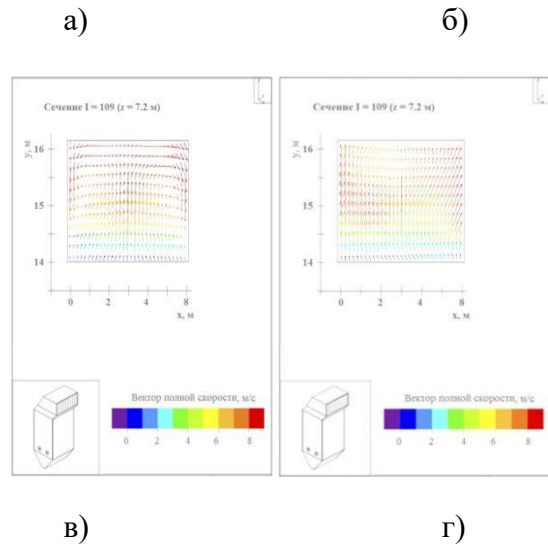 а) б)
Сечение I = 109 (z = 7.2 м) Сечение I = 109 (z = 7.2 м)
y, м y, м
16 16
15 15
14 14
0 2 4 6 8 0 2 4 6 8
x, м x, м
Вектор полной скорости, м/с Вектор полной скорости, м/с
0 2 4 6 8 0 2 4 6 8
в) г)